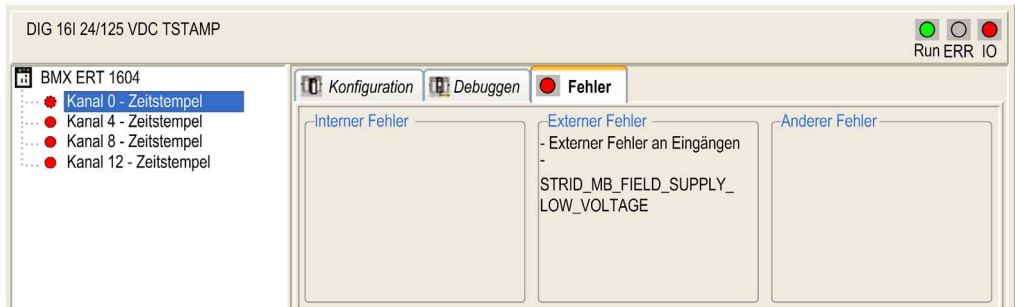 DIG 16I 24/125 VDC TSTAMP
Run ERR IO
BMX ERT 1604
Kanal 0 - Zeitstempel
Kanal 4 - Zeitstempel
Kanal 8 - Zeitstempel
Kanal 12 - Zeitstempel
Konfiguration Debuggen Fehler
Interner Fehler
Externer Fehler
- Externer Fehler an Eingängen
-
STRID_MB_FIELD_SUPPLY_
LOW_VOLTAGE
Anderer Fehler